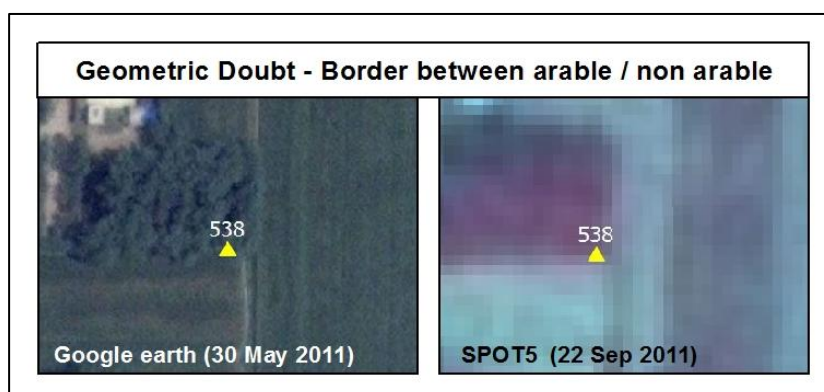 Geometric Doubt - Border between arable / non arable
538
538
Google earth (30 May 2011)
SPOT5 (22 Sep 2011)